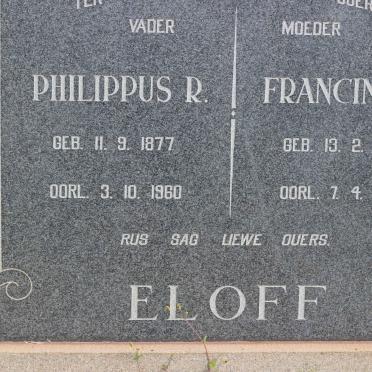 TER
VADER MOEDER
PHILIPPUS R. FRANCIN
GEB. 11. 9. 1877 GEB. 13. 2.
OORL. 3. 10. 1960 OORL. 7. 4.
RUS SAG LIEWE OUERS.
ELOFF